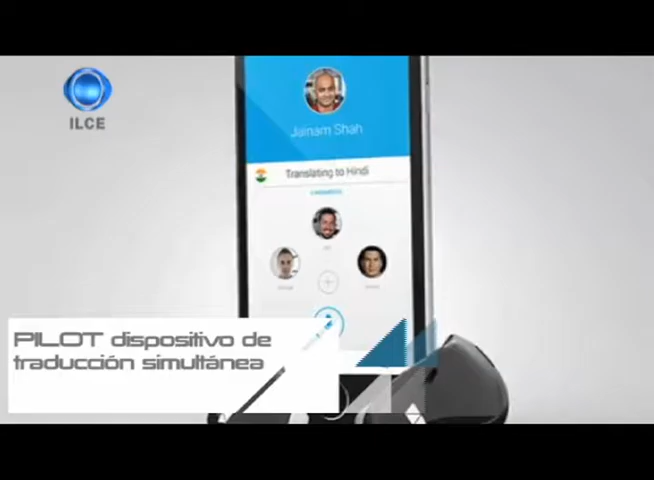 ILCE
Jainam Shah
Translating to Hindi
PILOT dispositivo de
traducción simultánea